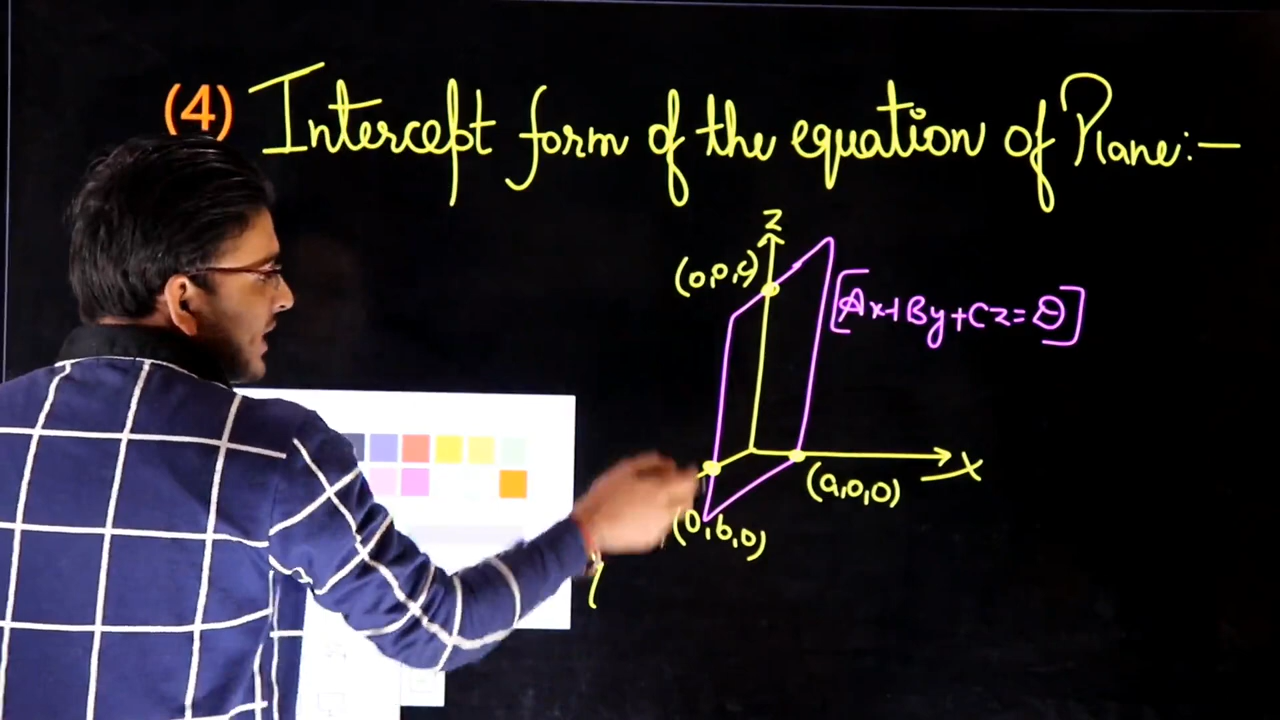 (4) Intercept form of the equation of Plane:-
Z
(0,0,c)
[Ax+By+Cz=D]
X
(a,0,0)
(0,b,0)